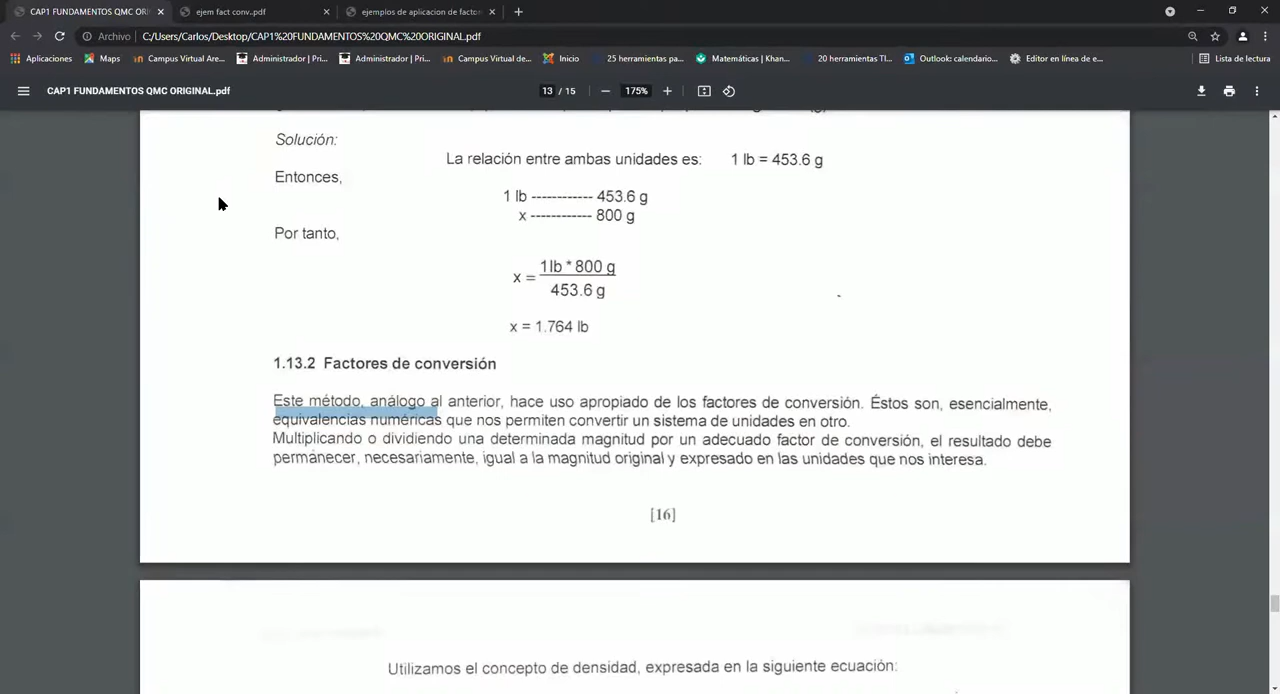 CAP1 FUNDAMENTOS QMC ORI
ejem fact conv..pdf
ejemplos de aplicacion de facto
Archivo
C:/Users/Carlos/Desktop/CAP1%20FUNDAMENTOS%20QMC%20ORIGINAL.pdf
Aplicaciones
Maps
Campus Virtual Are...
Administrador | Pri...
Administrador | Pri...
Campus Virtual de...
Inicio
25 herramientas pa...
Matemáticas | Khan...
20 herramientas TI...
Outlook: calendario...
Editor en línea de e...
Lista de lectura
CAP1 FUNDAMENTOS QMC ORIGINAL.pdf
13 / 15
175%
Solución:
La relación entre ambas unidades es: 1 lb = 453.6 g
Entonces,
1 lb ------------ 453.6 g
x ------------ 800 g
Por tanto,
x = 1lb * 800 g
453.6 g
x = 1.764 lb
1.13.2 Factores de conversión
Este método, análogo al anterior, hace uso apropiado de los factores de conversión. Éstos son, esencialmente,
equivalencias numéricas que nos permiten convertir un sistema de unidades en otro.
Multiplicando o dividiendo una determinada magnitud por un adecuado factor de conversión, el resultado debe
permanecer, necesariamente, igual a la magnitud original y expresado en las unidades que nos interesa.
[16]
Utilizamos el concepto de densidad, expresada en la siguiente ecuación: